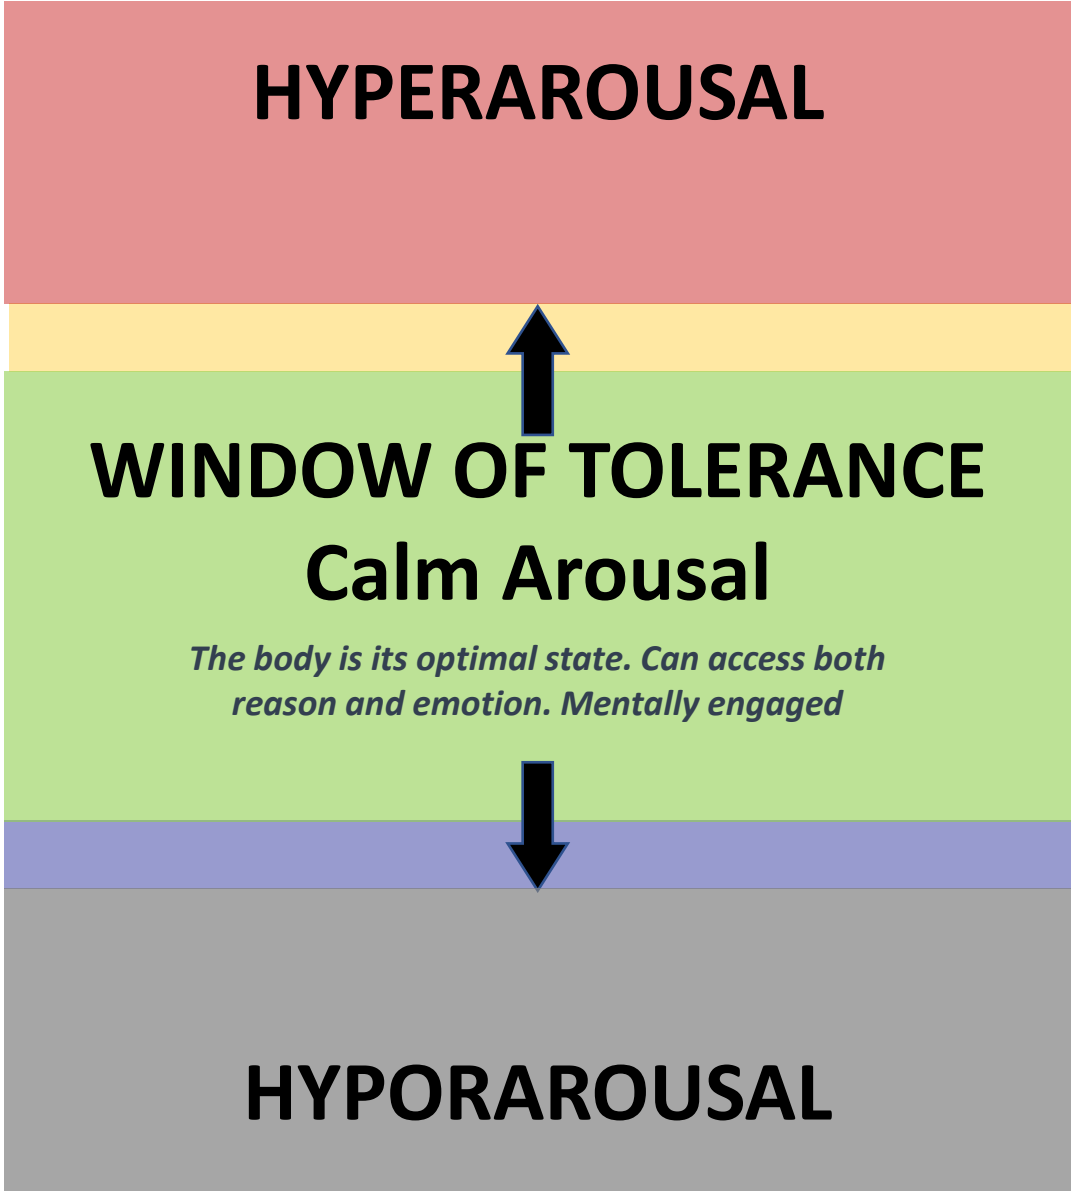 HYPERAROUSAL
WINDOW OF TOLERANCE
Calm Arousal
The body is its optimal state. Can access both
reason and emotion. Mentally engaged
HYPORAROUSAL